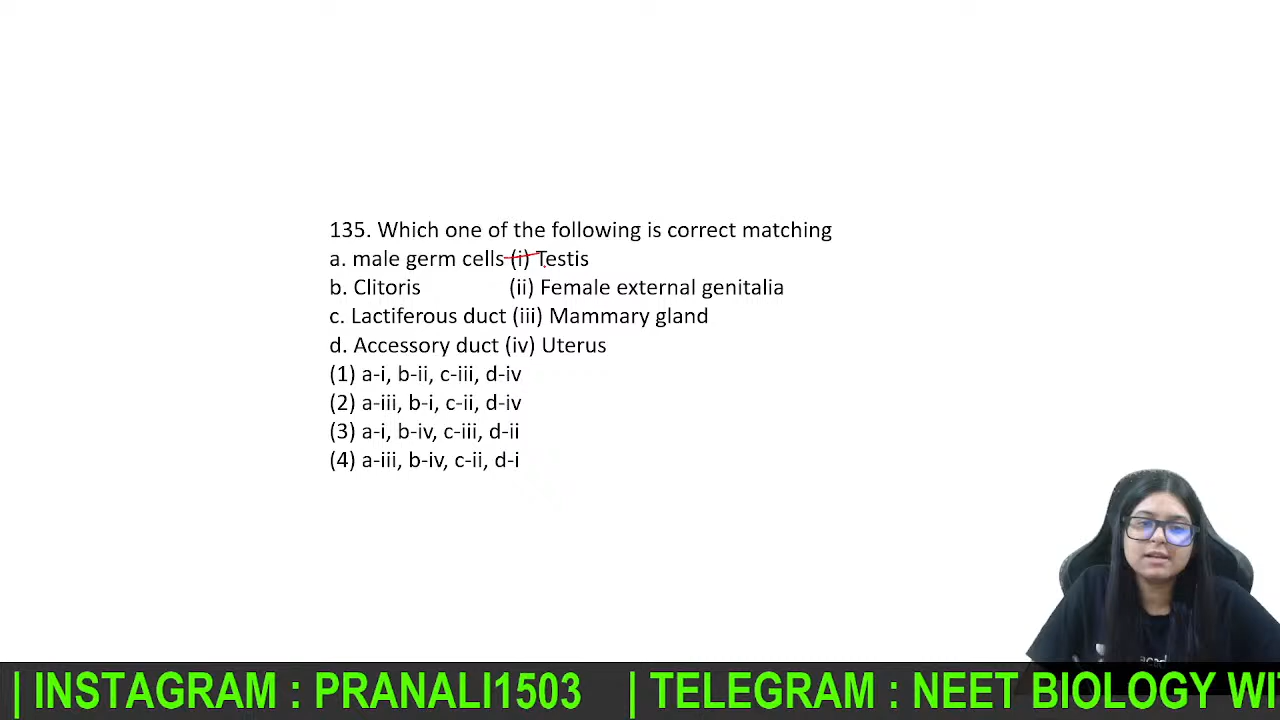 135. Which one of the following is correct matching
a. male germ cells (i) Testis
b. Clitoris (ii) Female external genitalia
c. Lactiferous duct (iii) Mammary gland
d. Accessory duct (iv) Uterus
(1) a-i, b-ii, c-iii, d-iv
(2) a-iii, b-i, c-ii, d-iv
(3) a-i, b-iv, c-iii, d-ii
(4) a-iii, b-iv, c-ii, d-i
| INSTAGRAM : PRANALI1503 | TELEGRAM : NEET BIOLOGY WI